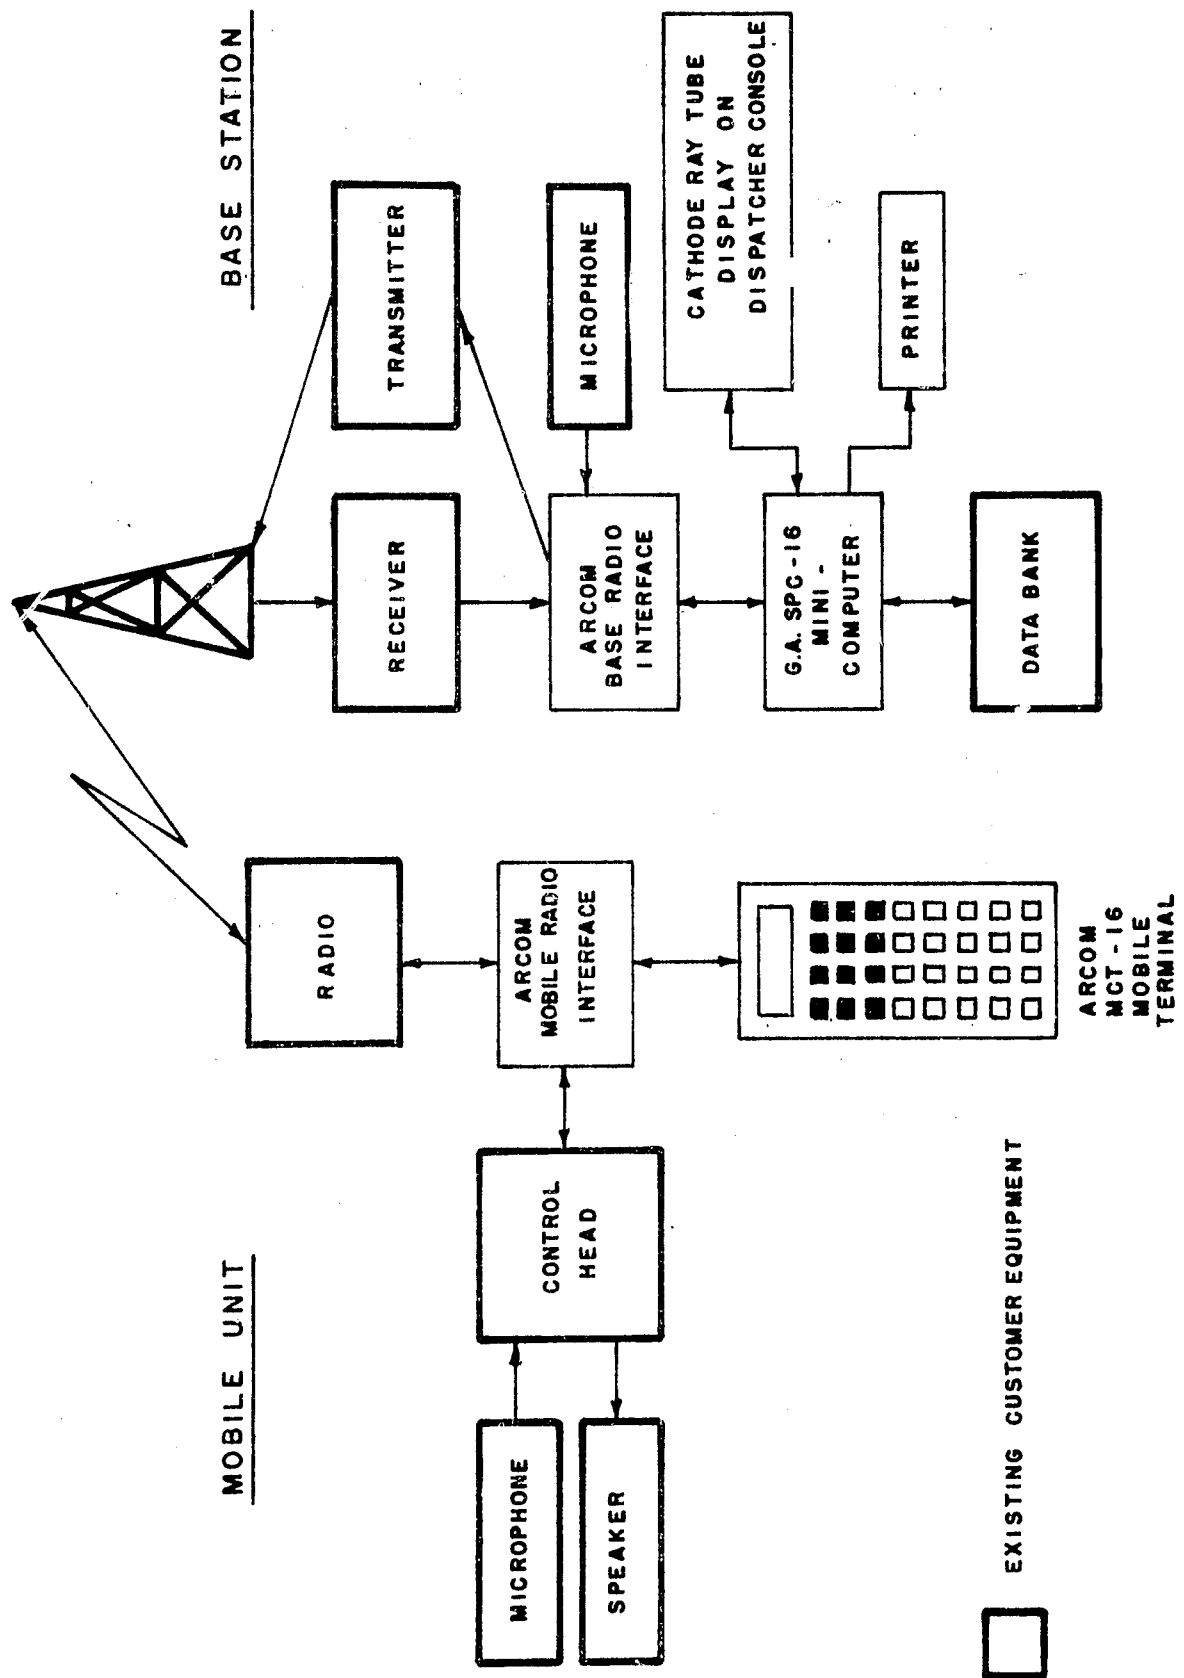 MOBILE UNIT
BASE STATION
RADIO
RECEIVER
TRANSMITTER
MICROPHONE
SPEAKER
CONTROL
HEAD
ARCOM
MOBILE RADIO
INTERFACE
ARCOM
BASE RADIO
INTERFACE
MICROPHONE
CATHODE RAY TUBE
DISPLAY ON
DISPATCHER CONSOLE
G.A. SPC-16
MINI-
COMPUTER
PRINTER
DATA BANK
ARCOM
MCT-16
MOBILE
TERMINAL
EXISTING CUSTOMER EQUIPMENT